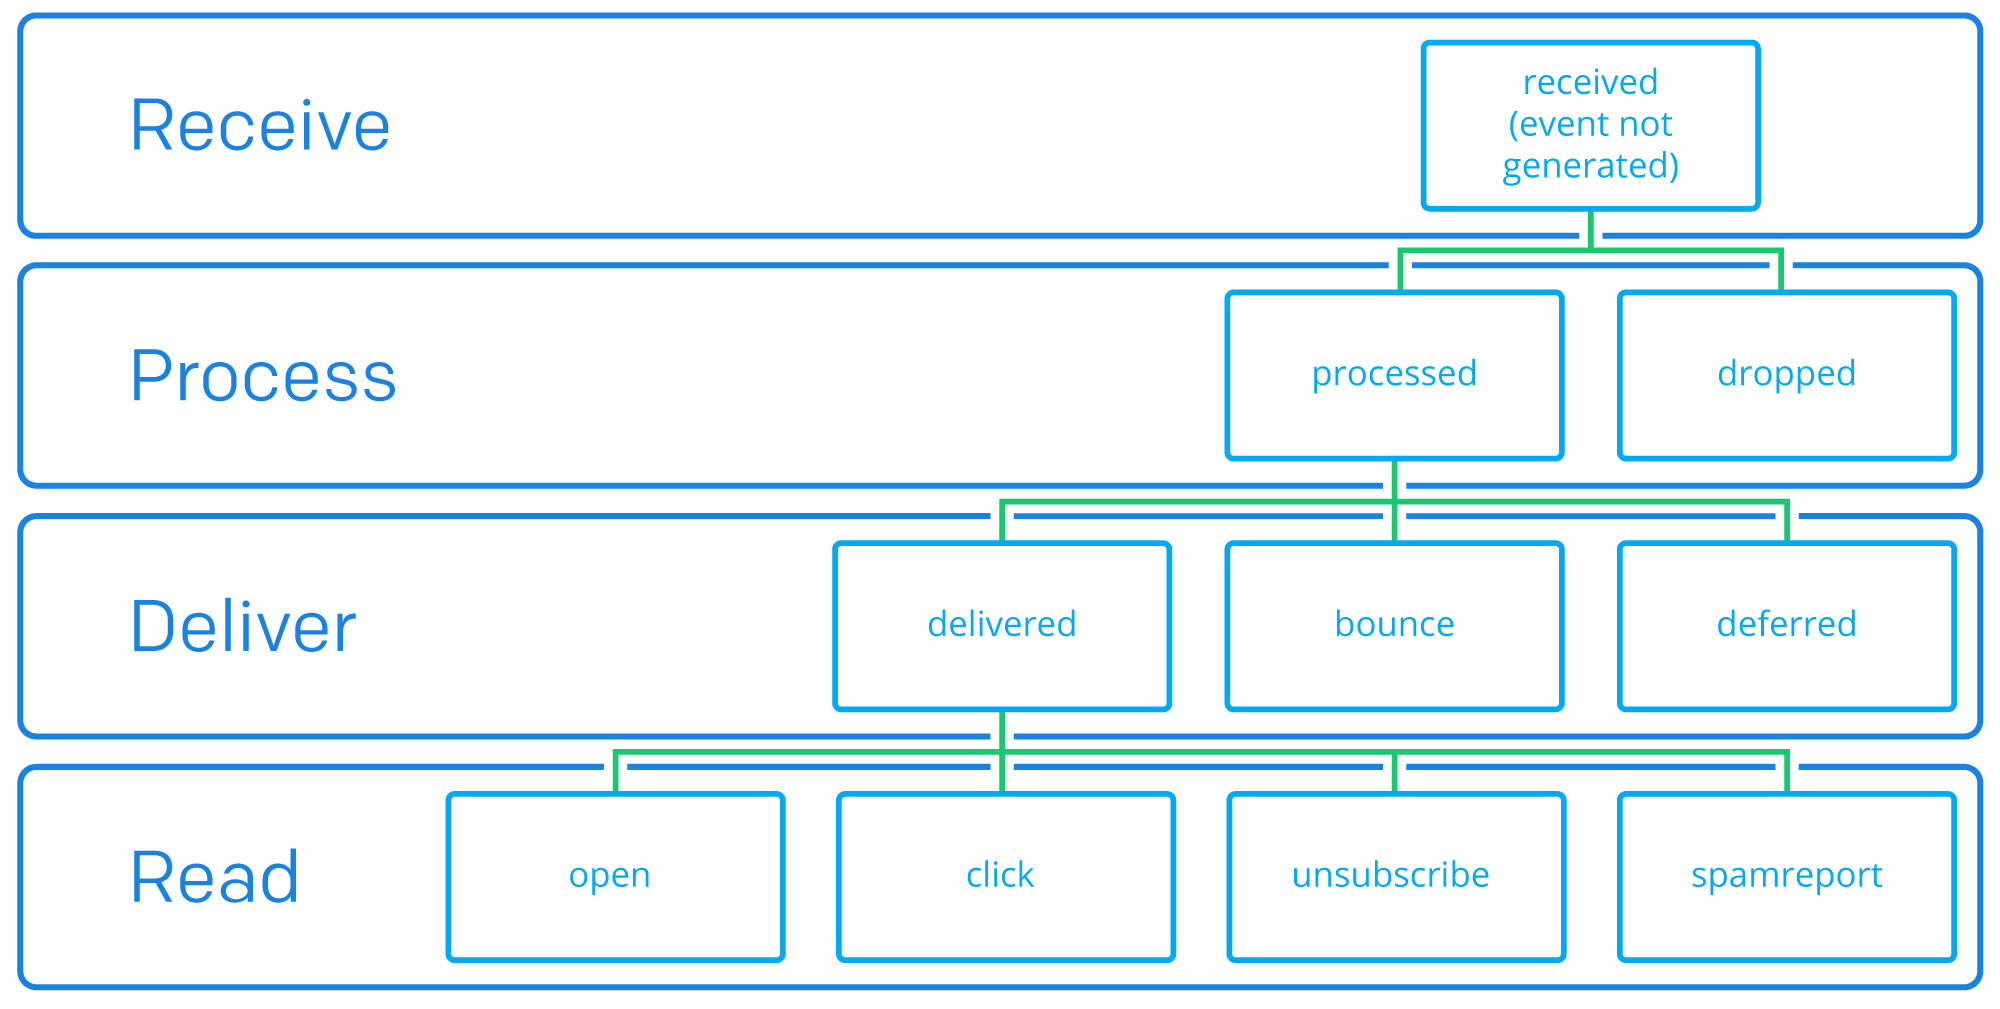 Receive
received
(event not
generated)
Process
processed
dropped
Deliver
delivered
bounce
deferred
Read
open
click
unsubscribe
spamreport